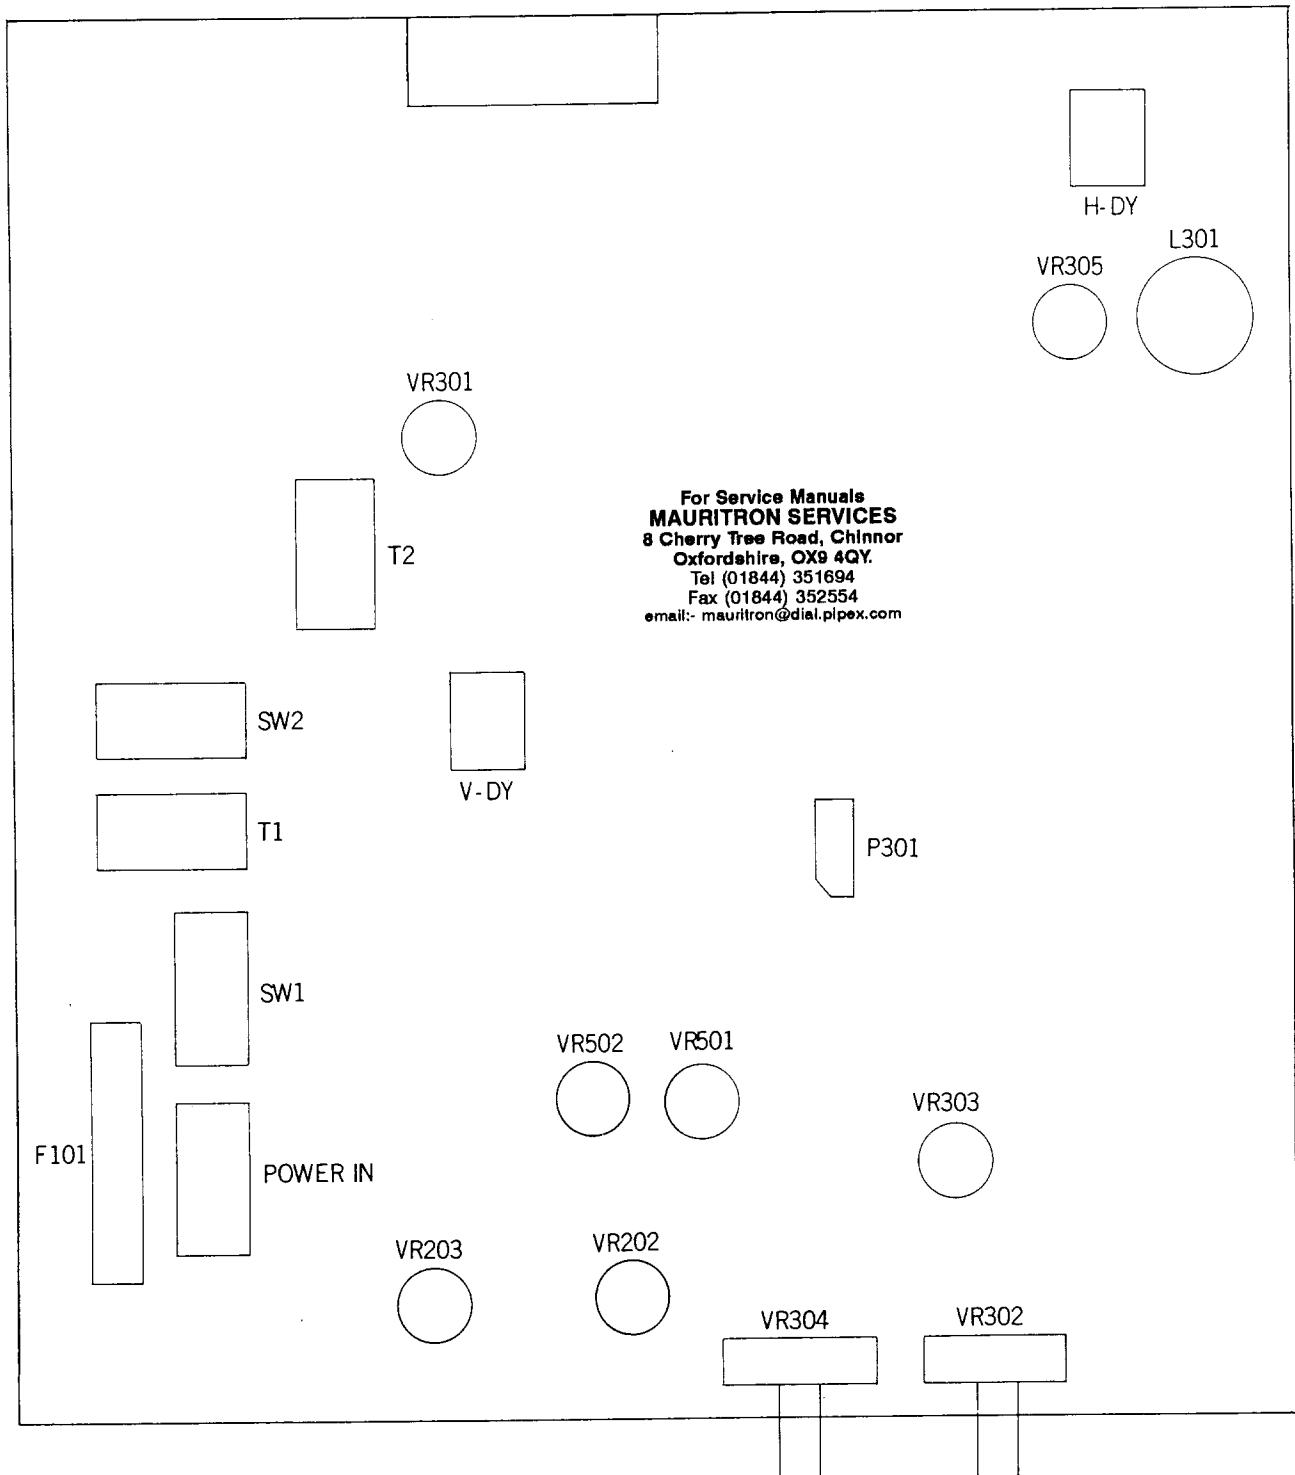 H-DY
L301
VR305
VR301
For Service Manuals
MAURITRON SERVICES
8 Cherry Tree Road, Chinnor
Oxfordshire, OX9 4QY.
Tel (01844) 351694
Fax (01844) 352554
email:- mauritron@dial.pipex.com
T2
SW2
V-DY
T1
P301
SW1
VR502
VR501
VR303
F101
POWER IN
VR203
VR202
VR304
VR302